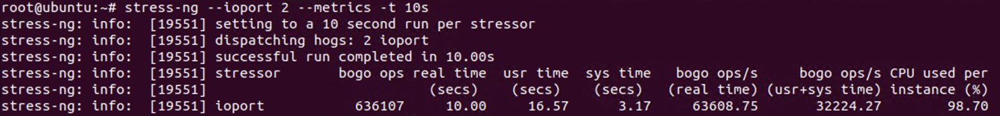 root@ubuntu:~# stress-ng --ioport 2 --metrics -t 10s
stress-ng: info:  [19551] setting to a 10 second run per stressor
stress-ng: info:  [19551] dispatching hogs: 2 ioport
stress-ng: info:  [19551] successful run completed in 10.00s
stress-ng: info:  [19551] stressor       bogo ops real time  usr time  sys time   bogo ops/s     bogo ops/s CPU used per
stress-ng: info:  [19551]                           (secs)    (secs)    (secs)   (real time) (usr+sys time) instance (%)
stress-ng: info:  [19551] ioport           636107     10.00     16.57      3.17     63608.75       32224.27        98.70